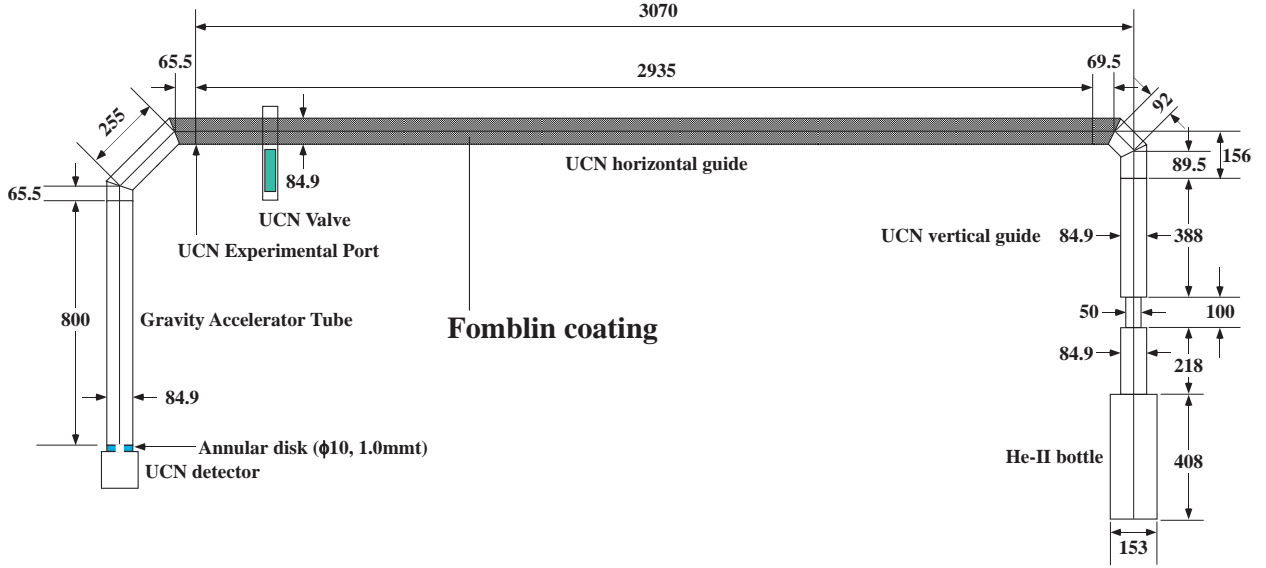 3070
65.5
2935
69.5
255
92
UCN horizontal guide
156
89.5
84.9
65.5
UCN Valve
UCN Experimental Port
UCN vertical guide
84.9
388
800
Gravity Accelerator Tube
Fomblin coating
50
100
84.9
218
84.9
Annular disk (ϕ10, 1.0mmt)
UCN detector
He-II bottle
408
153